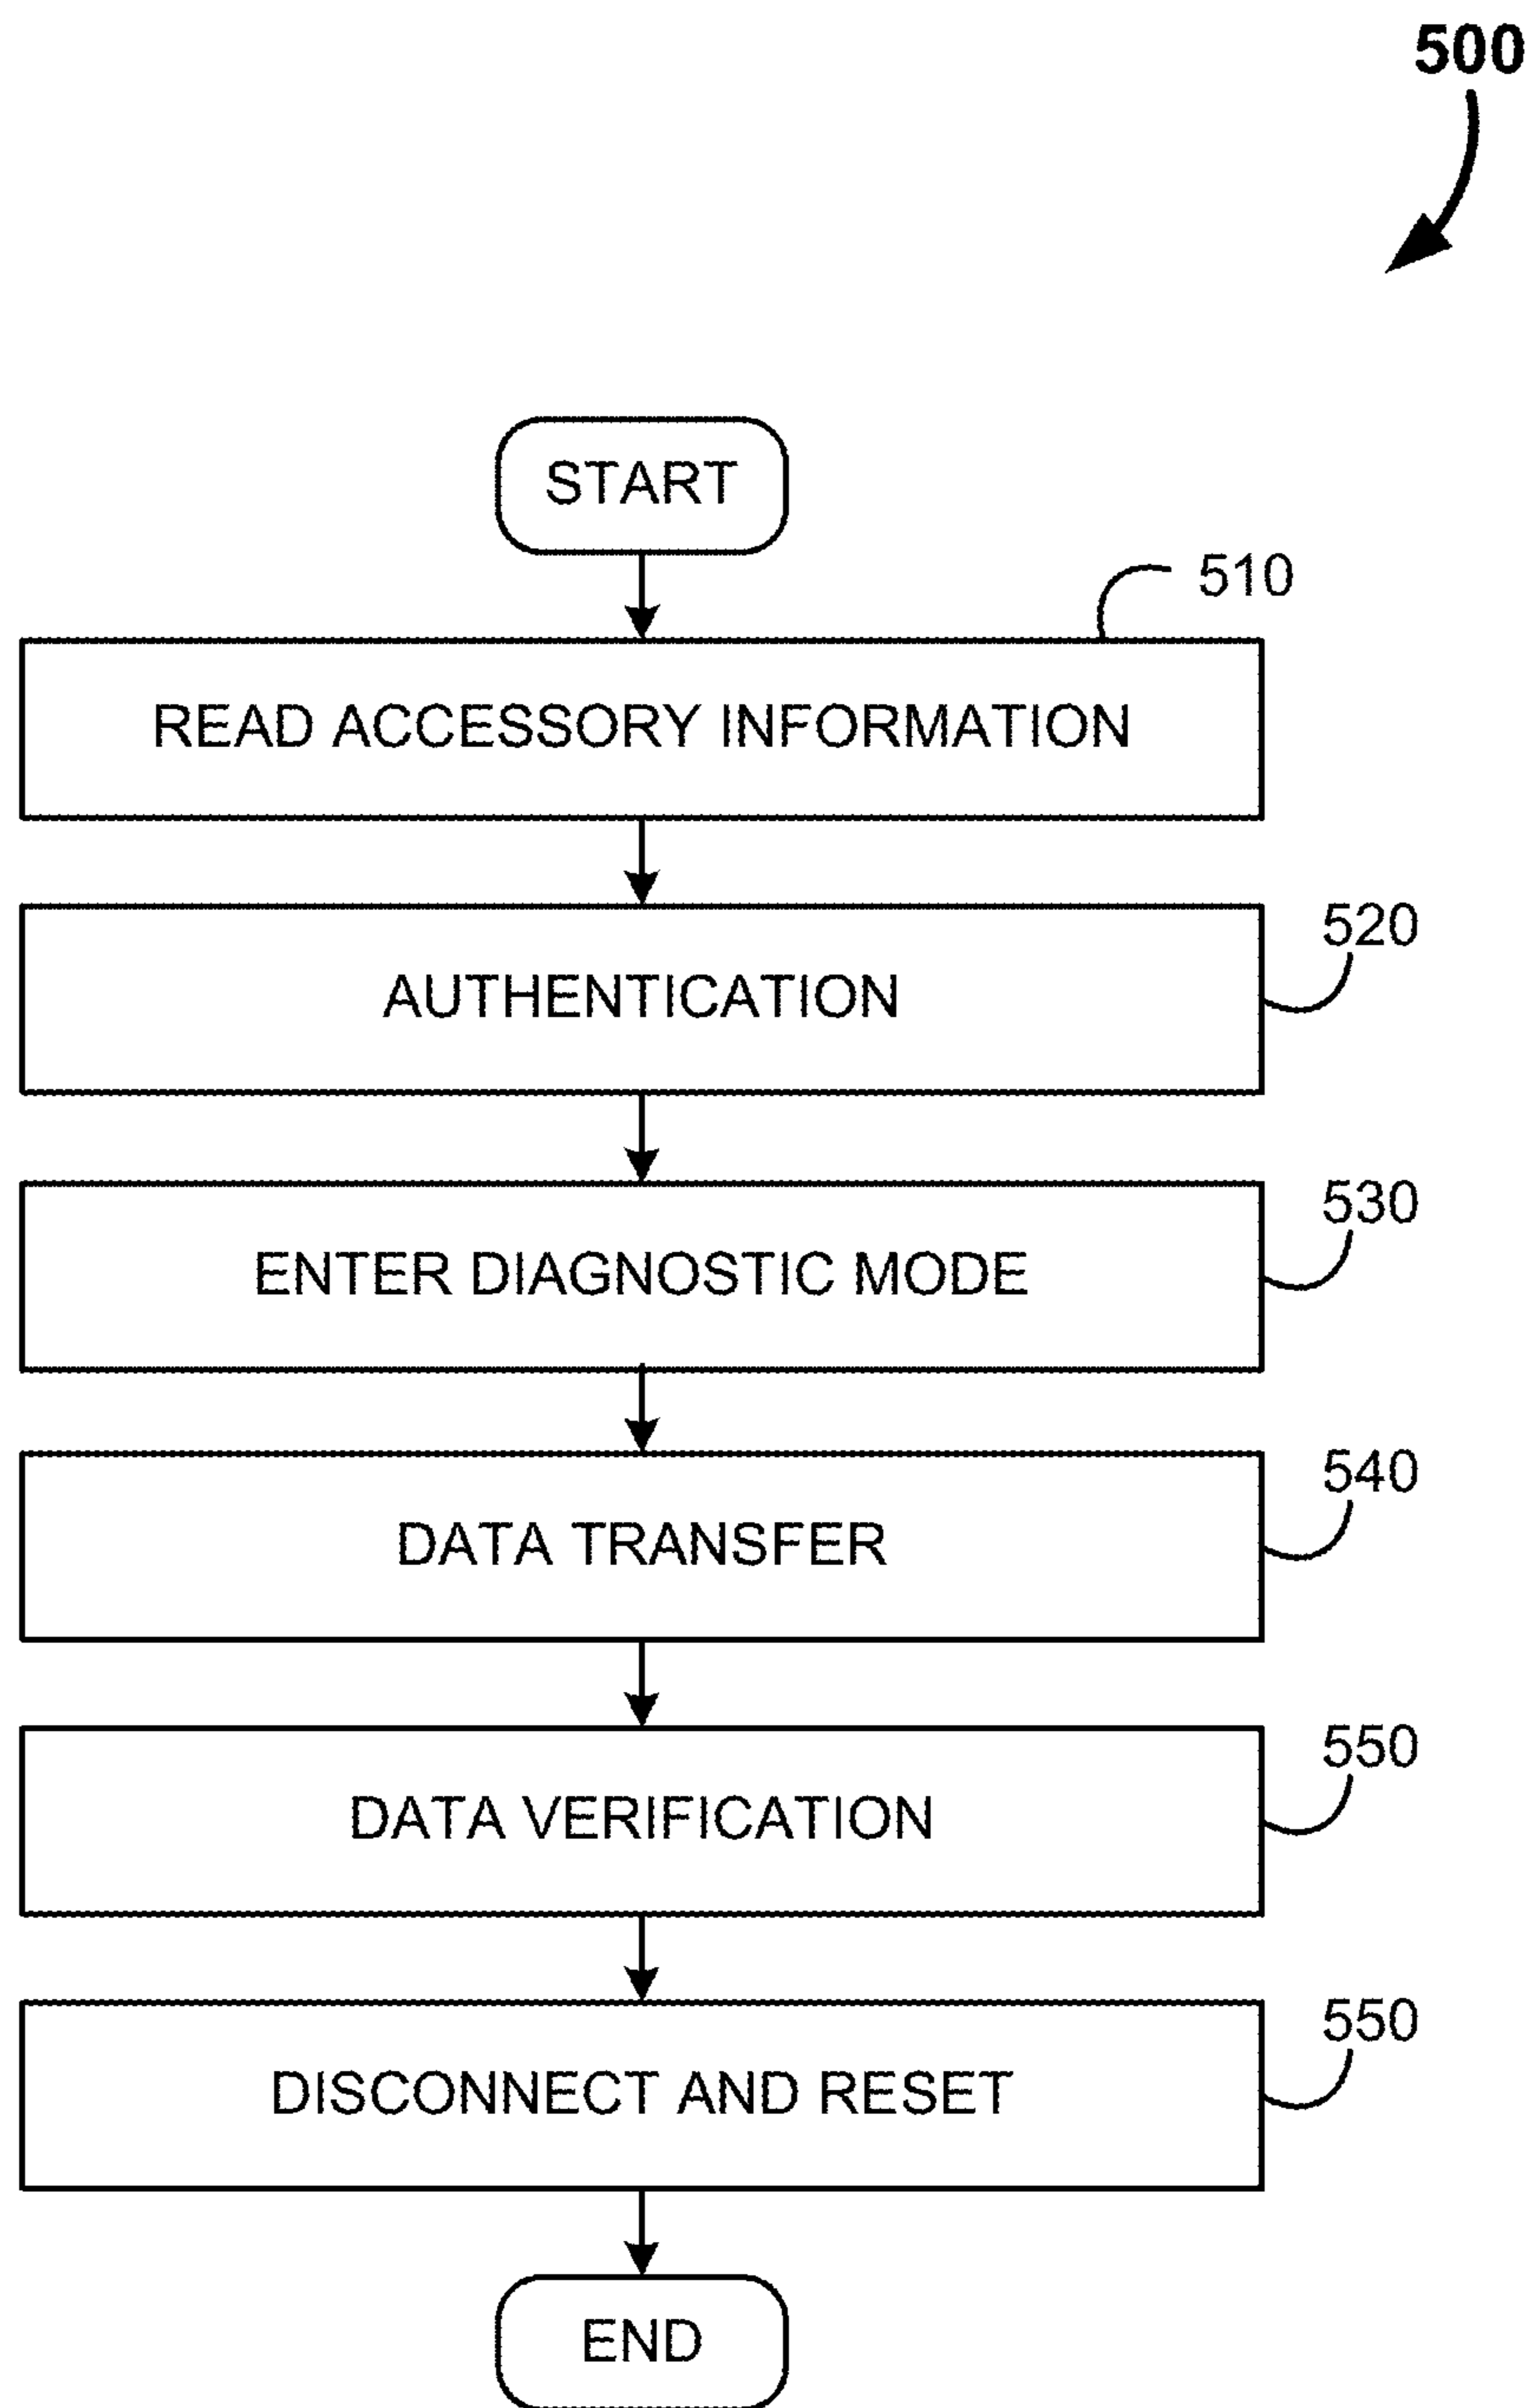 500
START
510
READ ACCESSORY INFORMATION
520
AUTHENTICATION
530
ENTER DIAGNOSTIC MODE
540
DATA TRANSFER
550
DATA VERIFICATION
550
DISCONNECT AND RESET
END